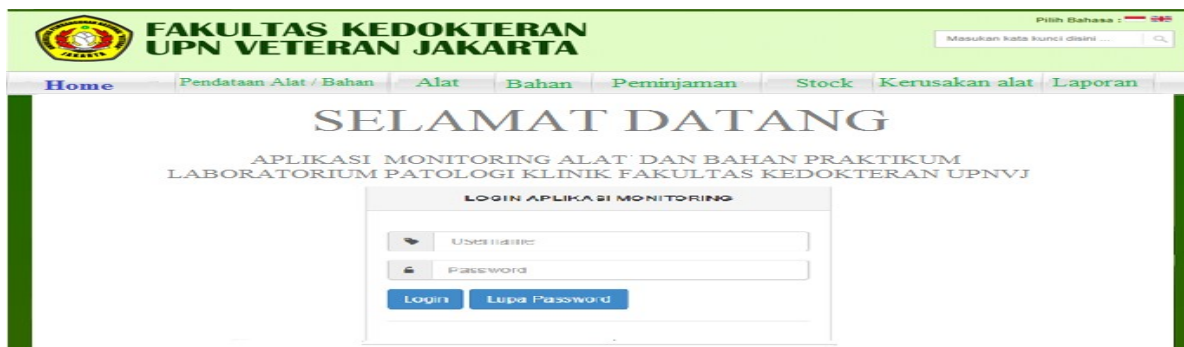 Pilih Bahasa :
FAKULTAS KEDOKTERAN
UPN VETERAN JAKARTA
Masukan kata kunci disini ...
Home Pendataan Alat / Bahan Alat Bahan Peminjaman Stock Kerusakan alat Laporan
SELAMAT DATANG
APLIKASI MONITORING ALAT DAN BAHAN PRAKTIKUM
LABORATORIUM PATOLOGI KLINIK FAKULTAS KEDOKTERAN UPNVJ
LOGIN APLIKASI MONITORING
Username
Password
Login Lupa Password